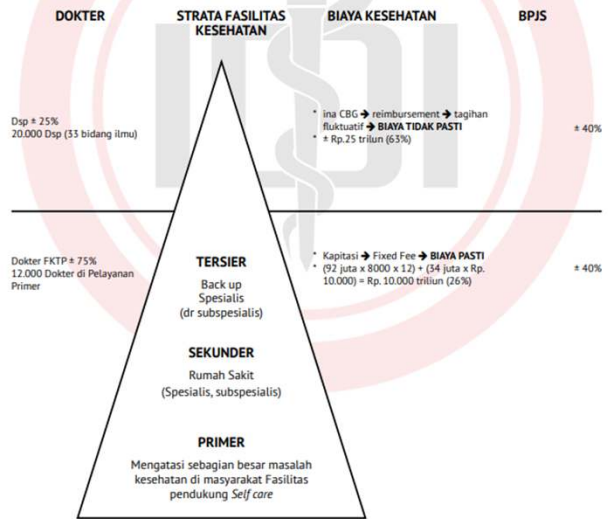 DOKTER
STRATA FASILITAS
KESEHATAN
BIAYA KESEHATAN
BPJS
Dsp ± 25%
20.000 Dsp (33 bidang ilmu)
* ina CBG ➔ reimbursement ➔ tagihan
fluktuatif ➔ BIAYA TIDAK PASTI
* ± Rp.25 trilun (63%)
± 40%
Dokter FKTP ± 75%
12.000 Dokter di Pelayanan
Primer
* Kapitasi ➔ Fixed Fee ➔ BIAYA PASTI
* (92 juta x 8000 x 12) + (34 juta x Rp.
10.000) = Rp. 10.000 triliun (26%)
± 40%
TERSIER
Back up
Spesialis
(dr subspesialis)
SEKUNDER
Rumah Sakit
(Spesialis, subspesialis)
PRIMER
Mengatasi sebagian besar masalah
kesehatan di masyarakat Fasilitas
pendukung Self care